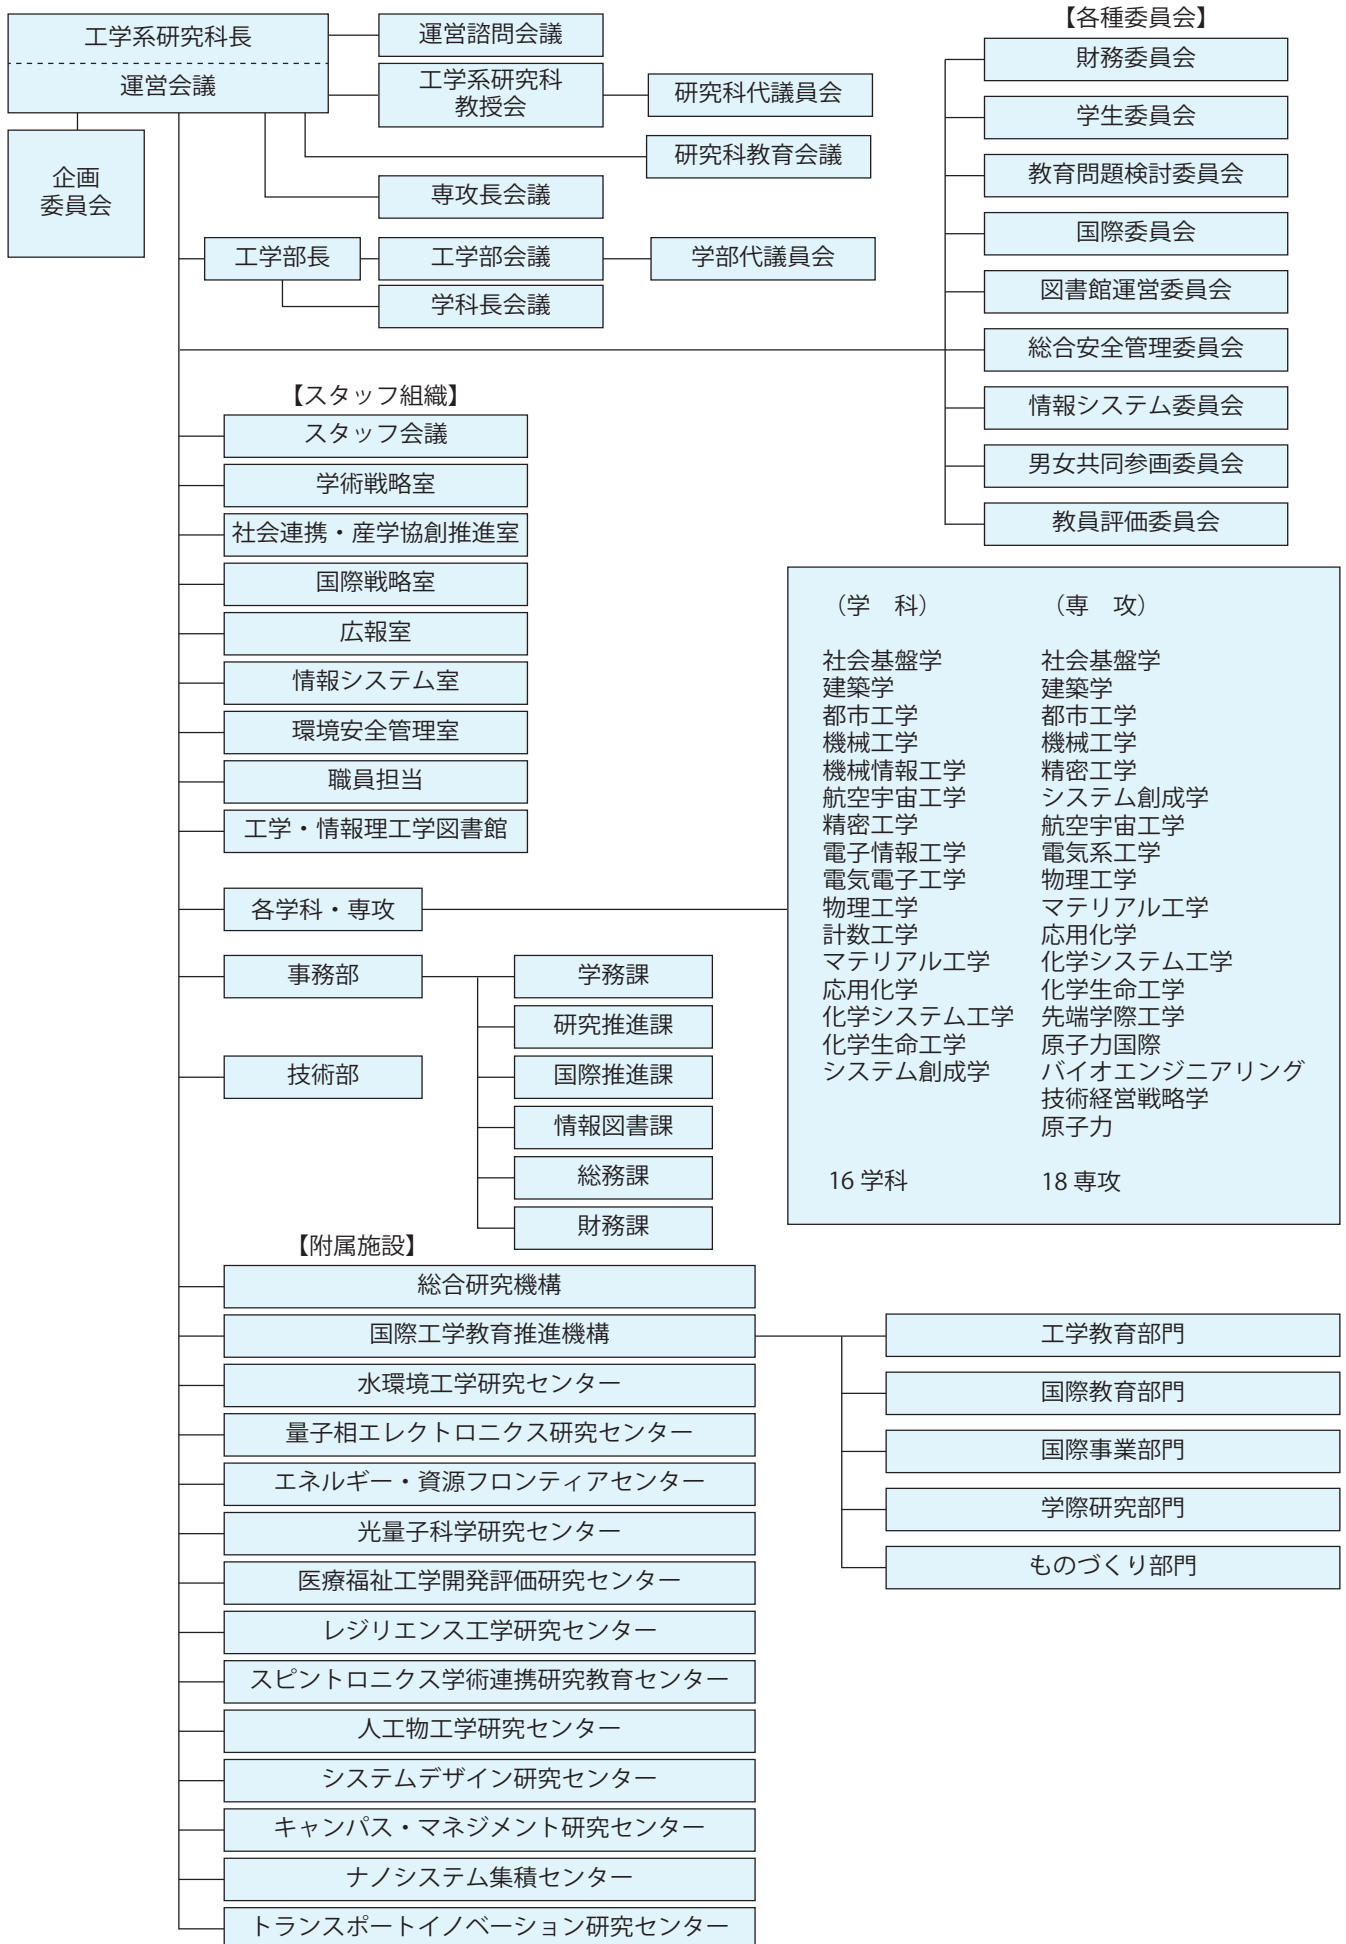 工学系研究科長
運営会議
企画
委員会
運営諮問会議
工学系研究科
教授会
研究科代議員会
研究科教育会議
専攻長会議
工学部長
工学部会議
学部代議員会
学科長会議
【各種委員会】
財務委員会
学生委員会
教育問題検討委員会
国際委員会
図書館運営委員会
総合安全管理委員会
情報システム委員会
男女共同参画委員会
教員評価委員会
【スタッフ組織】
スタッフ会議
学術戦略室
社会連携・産学協創推進室
国際戦略室
広報室
情報システム室
環境安全管理室
職員担当
工学・情報理工学図書館
各学科・専攻
（学　科）
社会基盤学
建築学
都市工学
機械工学
機械情報工学
航空宇宙工学
精密工学
電子情報工学
電気電子工学
物理工学
計数工学
マテリアル工学
応用化学
化学システム工学
化学生命工学
システム創成学
16 学科
（専　攻）
社会基盤学
建築学
都市工学
機械工学
精密工学
システム創成学
航空宇宙工学
電気系工学
物理工学
マテリアル工学
応用化学
化学システム工学
化学生命工学
先端学際工学
原子力国際
バイオエンジニアリング
技術経営戦略学
原子力
18 専攻
事務部
学務課
研究推進課
国際推進課
情報図書課
総務課
財務課
技術部
【附属施設】
総合研究機構
国際工学教育推進機構
水環境工学研究センター
量子相エレクトロニクス研究センター
エネルギー・資源フロンティアセンター
光量子科学研究センター
医療福祉工学開発評価研究センター
レジリエンス工学研究センター
スピントロニクス学術連携研究教育センター
人工物工学研究センター
システムデザイン研究センター
キャンパス・マネジメント研究センター
ナノシステム集積センター
トランスポートイノベーション研究センター
工学教育部門
国際教育部門
国際事業部門
学際研究部門
ものづくり部門